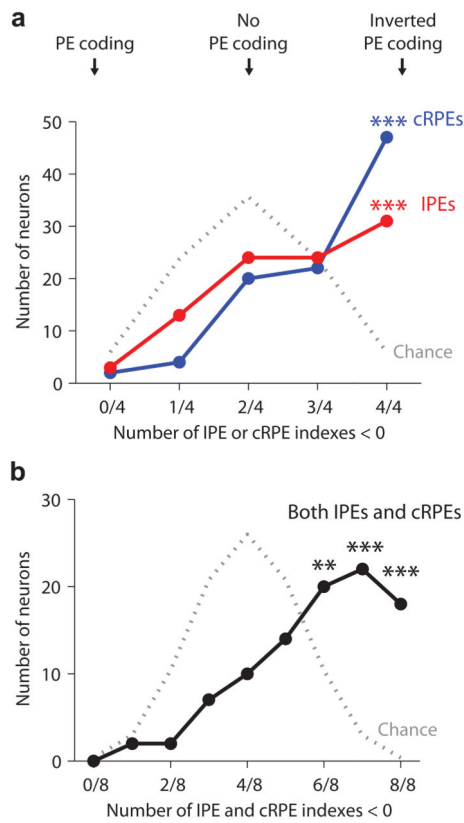 a
PE coding
No
PE coding
Inverted
PE coding
Number of neurons
50
40
30
20
10
0
*** cRPEs
*** IPEs
Chance
0/4 1/4 2/4 3/4 4/4
Number of IPE or cRPE indexes < 0
b
Number of neurons
30
20
10
0
Both IPEs and cRPEs
** *** ***
Chance
0/8 2/8 4/8 6/8 8/8
Number of IPE and cRPE indexes < 0